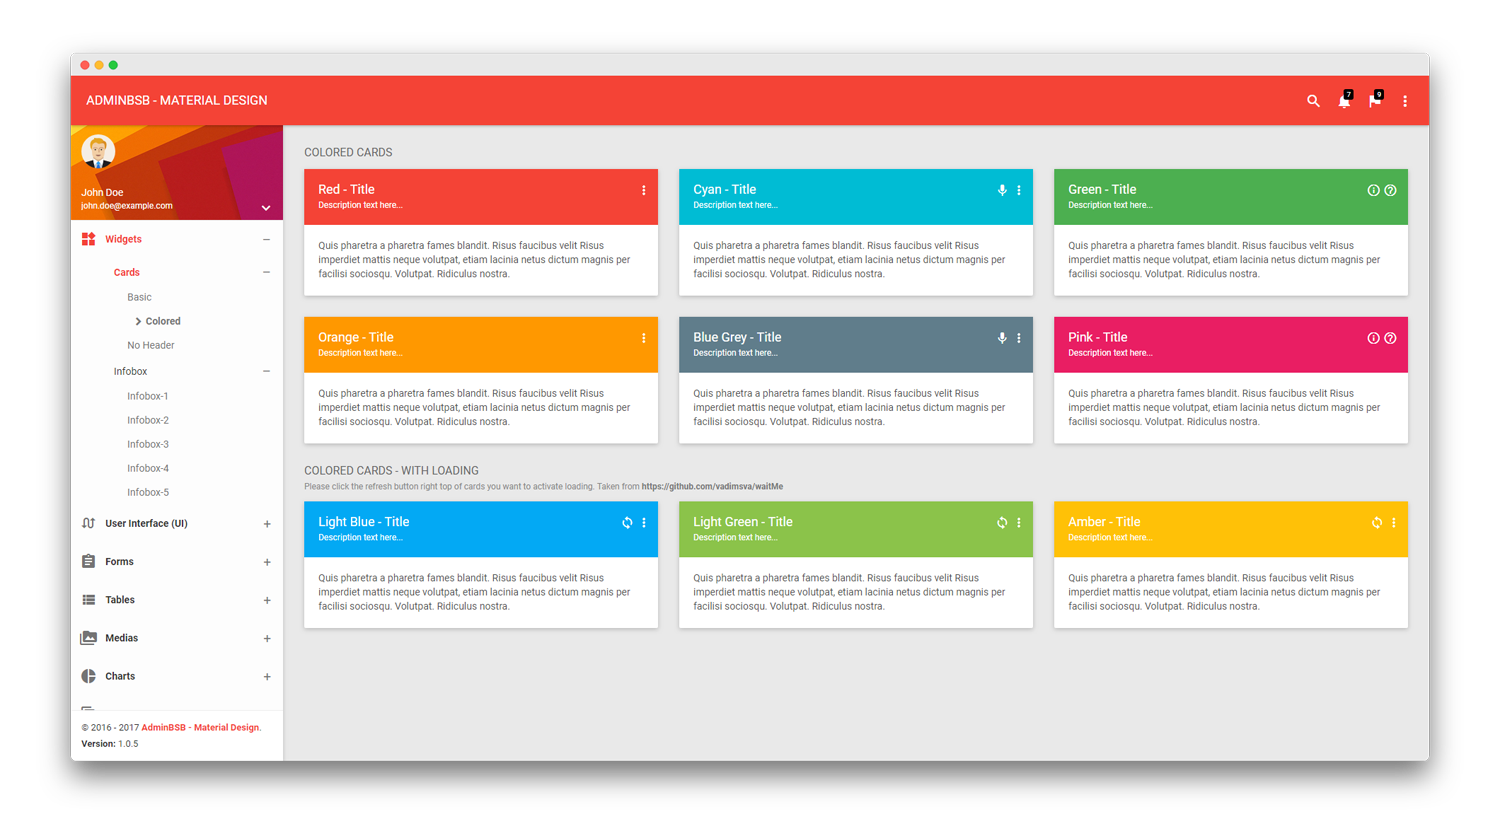 ADMINBSB - MATERIAL DESIGN
7
9
John Doe
john.doe@example.com
Widgets
Cards
Basic
Colored
No Header
Infobox
Infobox-1
Infobox-2
Infobox-3
Infobox-4
Infobox-5
User Interface (UI)
Forms
Tables
Medias
Charts
© 2016 - 2017 AdminBSB - Material Design.
Version: 1.0.5
COLORED CARDS
Red - Title
Description text here...
Quis pharetra a pharetra fames blandit. Risus faucibus velit Risus
imperdiet mattis neque volutpat, etiam lacinia netus dictum magnis per
facilisi sociosqu. Volutpat. Ridiculus nostra.
Cyan - Title
Description text here...
Quis pharetra a pharetra fames blandit. Risus faucibus velit Risus
imperdiet mattis neque volutpat, etiam lacinia netus dictum magnis per
facilisi sociosqu. Volutpat. Ridiculus nostra.
Green - Title
Description text here...
Quis pharetra a pharetra fames blandit. Risus faucibus velit Risus
imperdiet mattis neque volutpat, etiam lacinia netus dictum magnis per
facilisi sociosqu. Volutpat. Ridiculus nostra.
Orange - Title
Description text here...
Quis pharetra a pharetra fames blandit. Risus faucibus velit Risus
imperdiet mattis neque volutpat, etiam lacinia netus dictum magnis per
facilisi sociosqu. Volutpat. Ridiculus nostra.
Blue Grey - Title
Description text here...
Quis pharetra a pharetra fames blandit. Risus faucibus velit Risus
imperdiet mattis neque volutpat, etiam lacinia netus dictum magnis per
facilisi sociosqu. Volutpat. Ridiculus nostra.
Pink - Title
Description text here...
Quis pharetra a pharetra fames blandit. Risus faucibus velit Risus
imperdiet mattis neque volutpat, etiam lacinia netus dictum magnis per
facilisi sociosqu. Volutpat. Ridiculus nostra.
COLORED CARDS - WITH LOADING
Please click the refresh button right top of cards you want to activate loading. Taken from https://github.com/vadimsva/waitMe
Light Blue - Title
Description text here...
Quis pharetra a pharetra fames blandit. Risus faucibus velit Risus
imperdiet mattis neque volutpat, etiam lacinia netus dictum magnis per
facilisi sociosqu. Volutpat. Ridiculus nostra.
Light Green - Title
Description text here...
Quis pharetra a pharetra fames blandit. Risus faucibus velit Risus
imperdiet mattis neque volutpat, etiam lacinia netus dictum magnis per
facilisi sociosqu. Volutpat. Ridiculus nostra.
Amber - Title
Description text here...
Quis pharetra a pharetra fames blandit. Risus faucibus velit Risus
imperdiet mattis neque volutpat, etiam lacinia netus dictum magnis per
facilisi sociosqu. Volutpat. Ridiculus nostra.